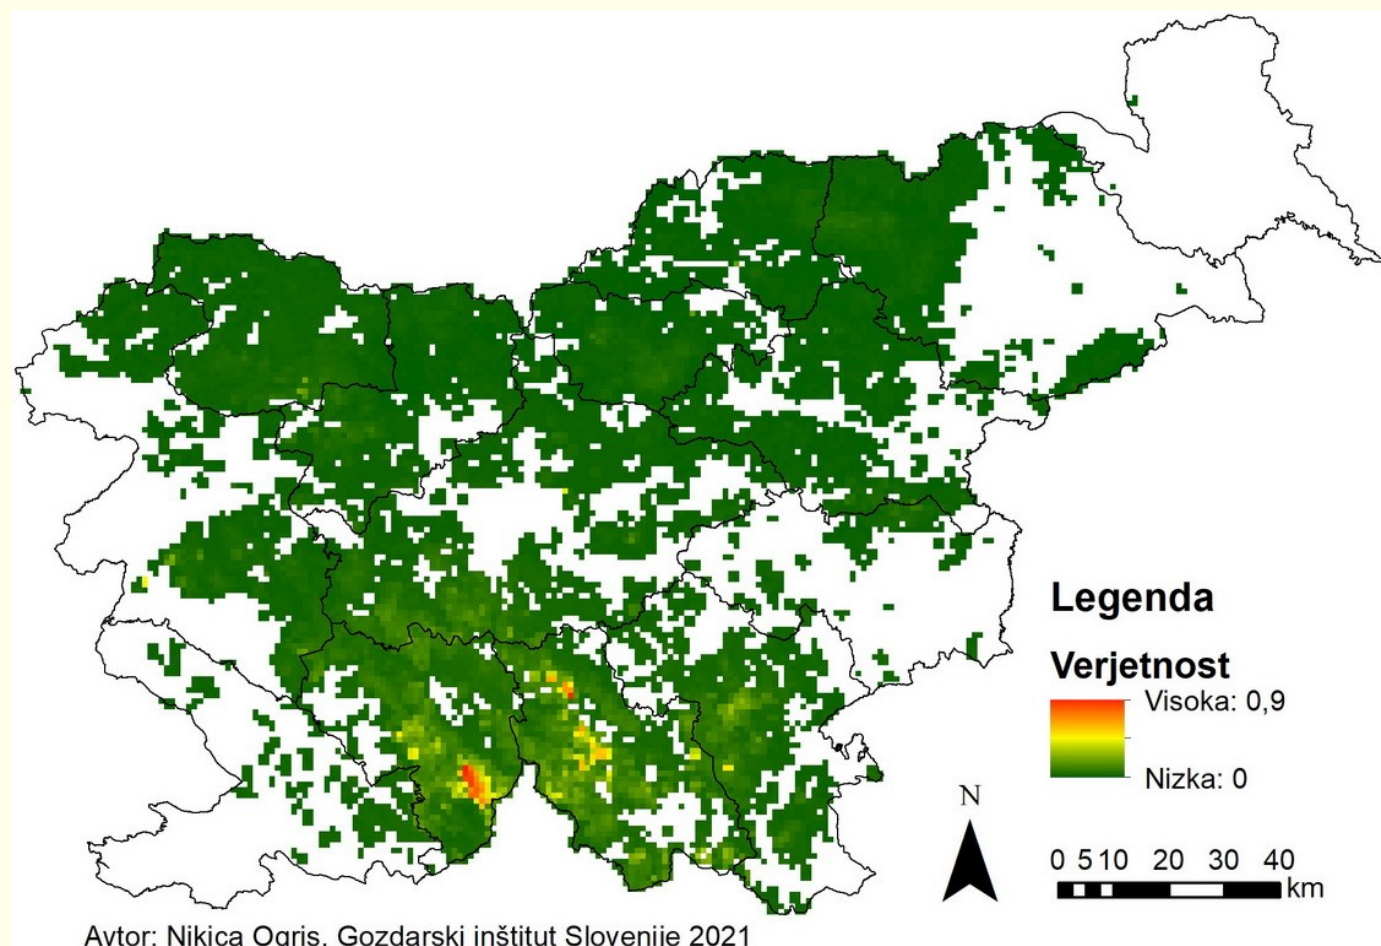 Legenda
Verjetnost
Visoka: 0,9
Nizka: 0
N
0 5 10 20 30 40
km
Avtor: Nikica Ogris, Gozdarski inštitut Slovenije 2021